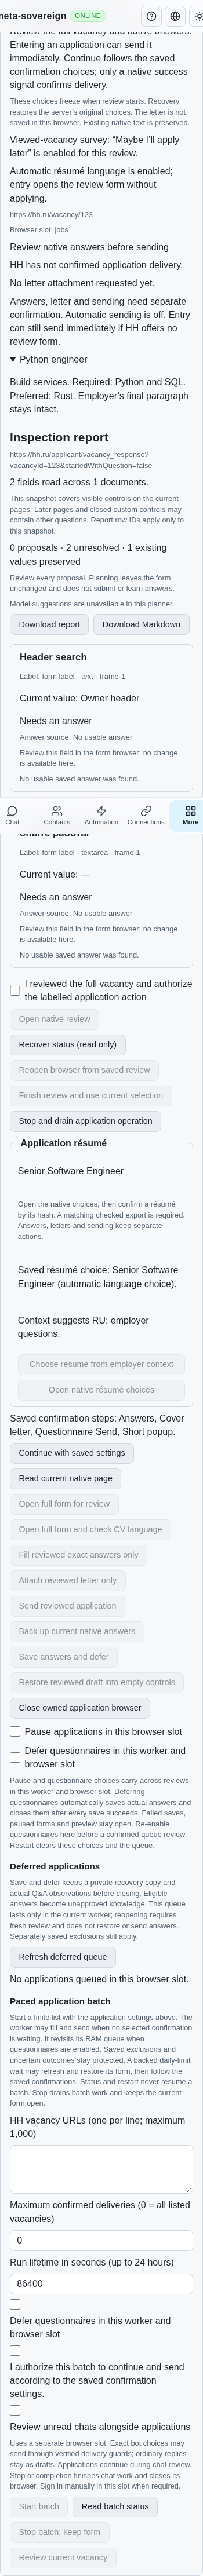 meta-sovereign ONLINE
Review the full vacancy and native answers.
Entering an application can send it
immediately. Continue follows the saved
confirmation choices; only a native success
signal confirms delivery.
These choices freeze when review starts. Recovery
restores the server's original choices. The letter is not
saved in this browser. Existing native text is preserved.
Viewed-vacancy survey: “Maybe I'll apply
later” is enabled for this review.
Automatic résumé language is enabled;
entry opens the review form without
applying.
https://hh.ru/vacancy/123
Browser slot: jobs
Review native answers before sending
HH has not confirmed application delivery.
No letter attachment requested yet.
Answers, letter and sending need separate
confirmation. Automatic sending is off. Entry
can still send immediately if HH offers no
review form.
▼ Python engineer
Build services. Required: Python and SQL.
Preferred: Rust. Employer's final paragraph
stays intact.
Inspection report
https://hh.ru/applicant/vacancy_response?
vacancyId=123&startedWithQuestion=false
2 fields read across 1 documents.
This snapshot covers visible controls on the current
pages. Later pages and closed custom controls may
contain other questions. Report row IDs apply only to
this snapshot.
0 proposals · 2 unresolved · 1 existing
values preserved
Review every proposal. Planning leaves the form
unchanged and does not submit or learn answers.
Model suggestions are unavailable in this planner.
Download report Download Markdown
Header search
Label: form label · text · frame-1
Current value: Owner header
Needs an answer
Answer source: No usable answer
Review this field in the form browser; no change
is available here.
No usable saved answer was found.
Chat Contacts Automation Connections More
Label: form label · textarea · frame-1
Current value: —
Needs an answer
Answer source: No usable answer
Review this field in the form browser; no change
is available here.
No usable saved answer was found.
I reviewed the full vacancy and authorize
the labelled application action
Open native review
Recover status (read only)
Reopen browser from saved review
Finish review and use current selection
Stop and drain application operation
Application résumé
Senior Software Engineer
Open the native choices, then confirm a résumé
by its hash. A matching checked export is required.
Answers, letters and sending keep separate
actions.
Saved résumé choice: Senior Software
Engineer (automatic language choice).
Context suggests RU: employer
questions.
Choose résumé from employer context
Open native résumé choices
Saved confirmation steps: Answers, Cover
letter, Questionnaire Send, Short popup.
Continue with saved settings
Read current native page
Open full form for review
Open full form and check CV language
Fill reviewed exact answers only
Attach reviewed letter only
Send reviewed application
Back up current native answers
Save answers and defer
Restore reviewed draft into empty controls
Close owned application browser
Pause applications in this browser slot
Defer questionnaires in this worker and
browser slot
Pause and questionnaire choices carry across reviews
in this worker and browser slot. Deferring
questionnaires automatically saves actual answers and
closes them after every save succeeds. Failed saves,
paused forms and preview stay open. Re-enable
questionnaires here before a confirmed queue review.
Restart clears these choices and the queue.
Deferred applications
Save and defer keeps a private recovery copy and
actual Q&A observations before closing. Eligible
answers become unapproved knowledge. This queue
lasts only in the current worker; reopening requires
fresh review and does not restore or send answers.
Separately saved exclusions still apply.
Refresh deferred queue
No applications queued in this browser slot.
Paced application batch
Start a finite list with the application settings above. The
worker may fill and send when no selected confirmation
is waiting. It revisits its RAM queue when
questionnaires are enabled. Saved exclusions and
uncertain outcomes stay protected. A backed daily-limit
wait may refresh and restore its form, then follow the
saved confirmations. Status and restart never resume a
batch. Stop drains batch work and keeps the current
form open.
HH vacancy URLs (one per line; maximum
1,000)
Maximum confirmed deliveries (0 = all listed
vacancies)
0
Run lifetime in seconds (up to 24 hours)
86400
Defer questionnaires in this worker and
browser slot
I authorize this batch to continue and send
according to the saved confirmation
settings.
Review unread chats alongside applications
Uses a separate browser slot. Exact bot choices may
send through verified delivery guards; ordinary replies
stay as drafts. Applications continue during chat review.
Stop or completion finishes chat work and closes its
browser. Sign in manually in this slot when required.
Start batch Read batch status
Stop batch; keep form
Review current vacancy